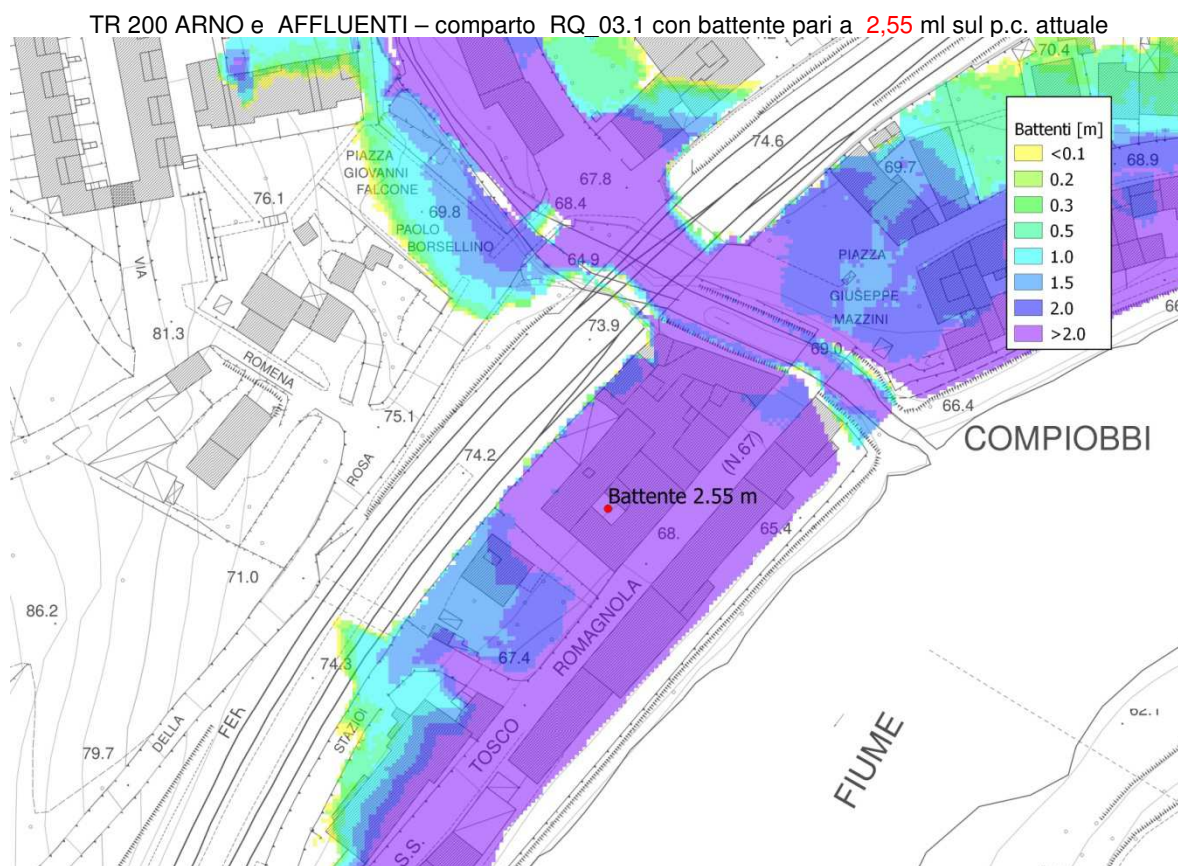 TR 200 ARNO e AFFLUENTI – comparto RQ_03.1 con battente pari a 2,55 ml sul p.c. attuale
70.4
74.6
Battenti [m]
<0.1
0.2
0.3
0.5
1.0
1.5
2.0
>2.0
68.9
69.7
67.8
PIAZZA
GIOVANNI
FALCONE
76.1
68.4
69.8
PAOLO
BORSELLINO
VIA
64.9
PIAZZA
GIUSEPPE
MAZZINI
81.3
73.9
69.0
ROMENA
75.1
66.4
COMPIOBBI
ROSA
74.2
(N.67)
Battente 2.55 m
68.
65.4
71.0
86.2
ROMAGNOLA
67.4
74.3
DELLA
FER
STAZIOI
79.7
TOSCO
S.S.
FIUME
62.1